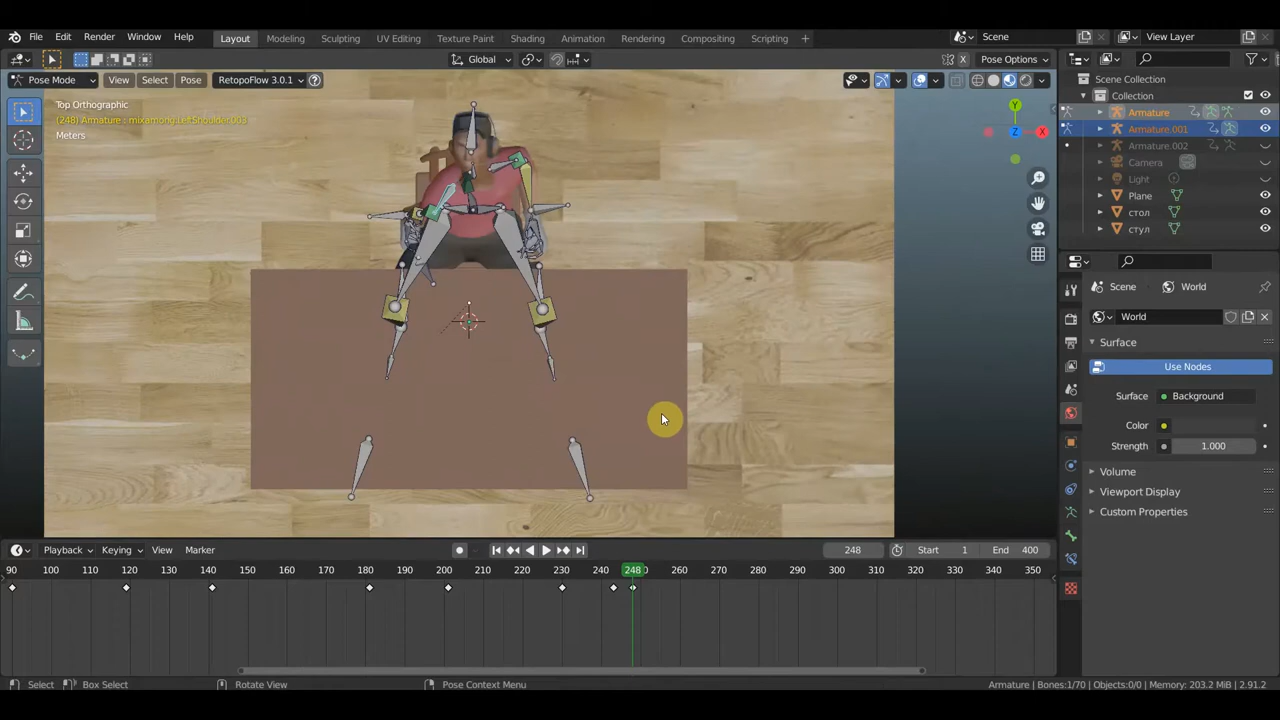 File Edit Render Window Help Layout Modeling Sculpting UV Editing Texture Paint Shading Animation Rendering Compositing Scripting + Scene View Layer
Global Pose Options
Pose Mode View Select Pose RetopoFlow 3.0.1
Scene Collection
Collection
Armature
Armature.001
Armature.002
Camera
Light
Plane
стол
стул
Top Orthographic
(248) Armature : mixamorig:LeftShoulder.003
Meters
Y
Z
X
Scene World
World
Surface
Use Nodes
Surface Background
Color
Strength 1.000
Volume
Viewport Display
Custom Properties
Playback Keying View Marker 248 Start 1 End 400
90 100 110 120 130 140 150 160 170 180 190 200 210 220 230 240 248 260 270 280 290 300 310 320 330 340 350
Select Box Select Rotate View Pose Context Menu Armature | Bones:1/70 | Objects:0/0 | Memory: 203.2 MiB | 2.91.2